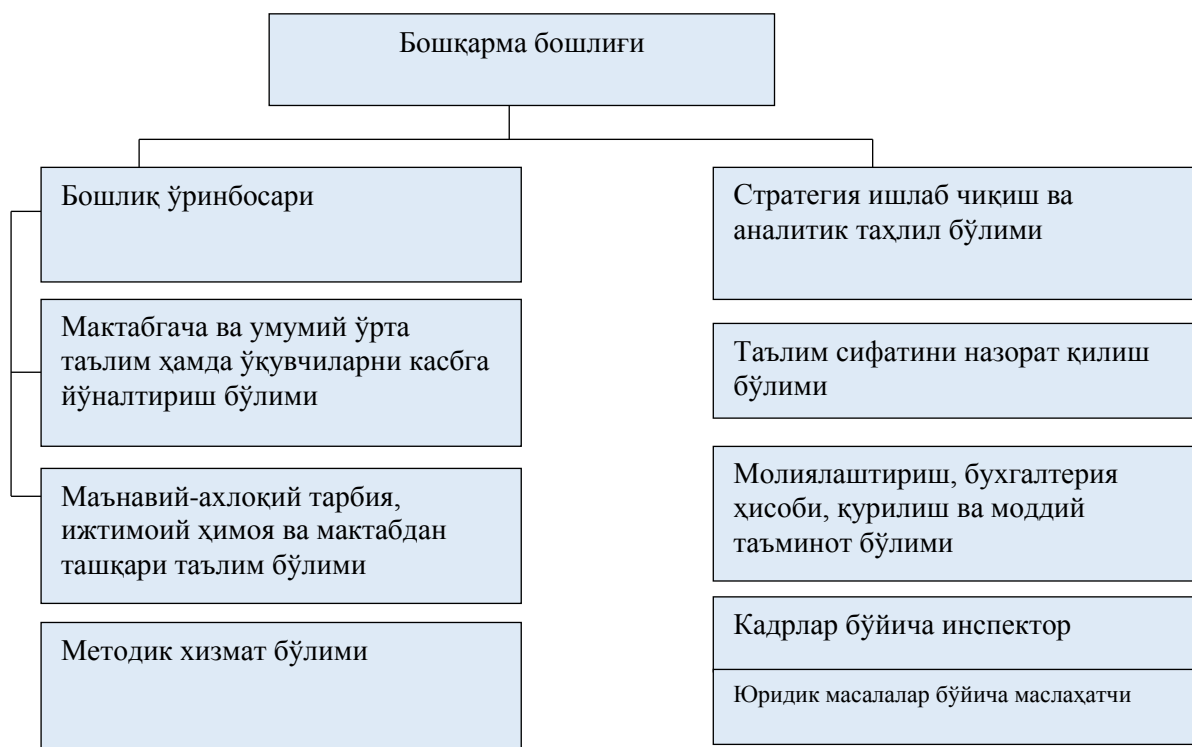 Бошқарма бошлиғи
Бошлиқ ўринбосари
Мактабгача ва умумий ўрта
таълим ҳамда ўқувчиларни касбга
йўналтириш бўлими
Маънавий-ахлоқий тарбия,
ижтимоий ҳимоя ва мактабдан
ташқари таълим бўлими
Методик хизмат бўлими
Стратегия ишлаб чиқиш ва
аналитик таҳлил бўлими
Таълим сифатини назорат қилиш
бўлими
Молиялаштириш, бухгалтерия
ҳисоби, қурилиш ва моддий
таъминот бўлими
Кадрлар бўйича инспектор
Юридик масалалар бўйича маслаҳатчи